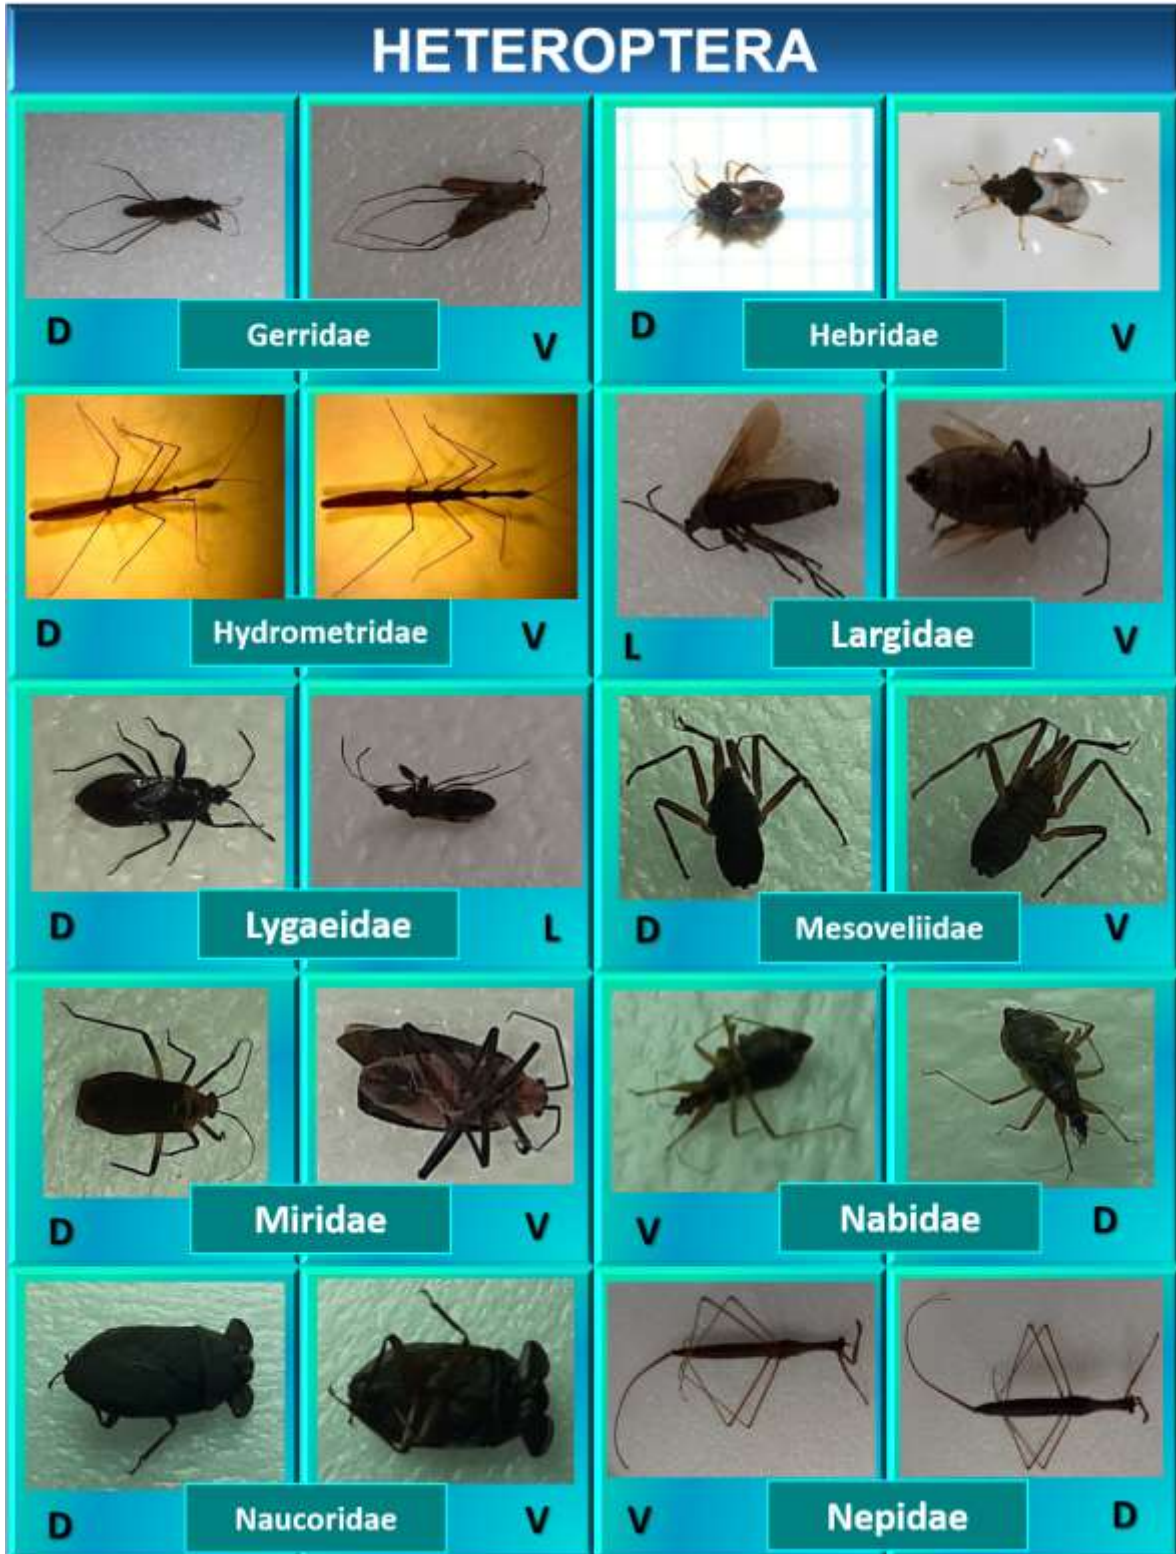 HETEROPTERA
D Gerridae V
D Hebridae V
D Hydrometridae V
L Largidae V
D Lygaeidae L
D Mesoveliidae V
D Miridae V
V Nabidae D
D Naucoridae V
V Nepidae D